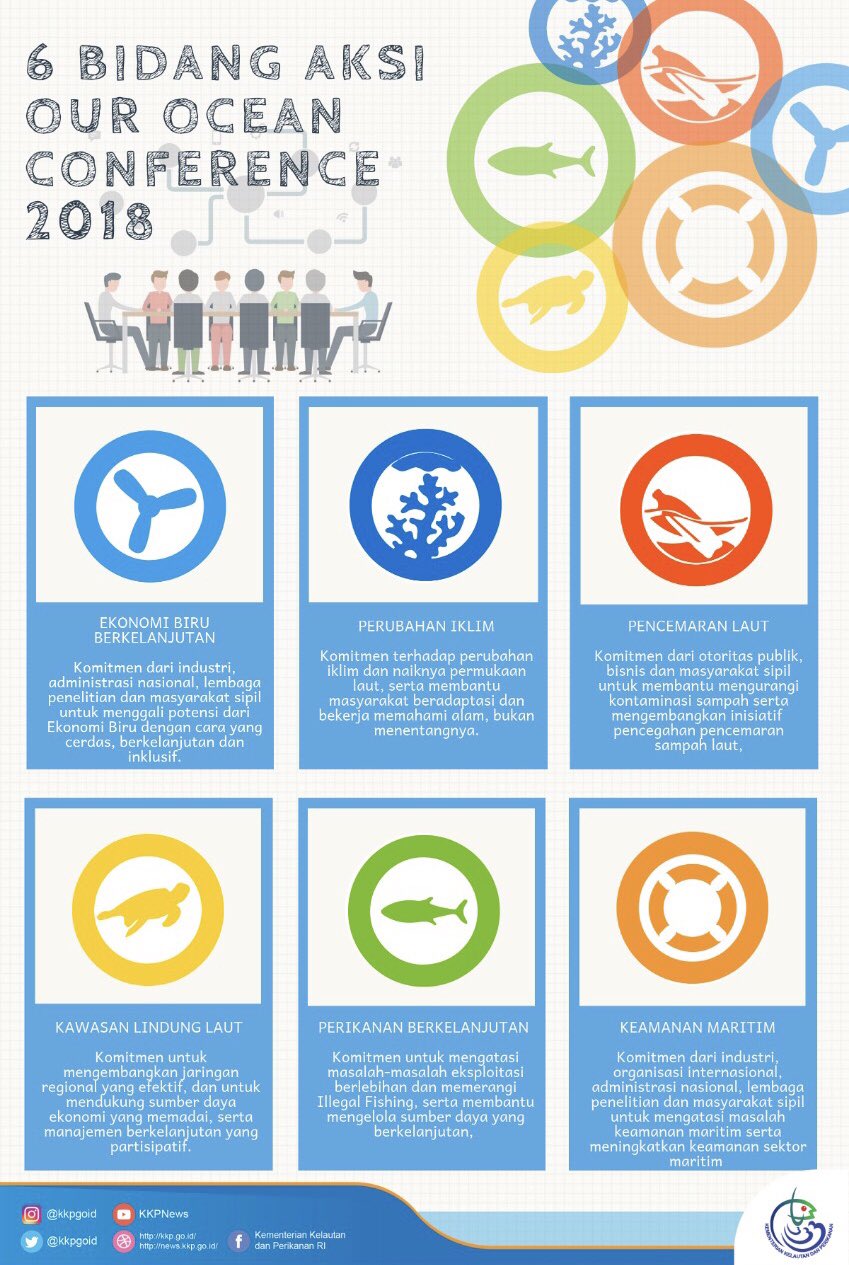 6 BIDANG AKSI
OUR OCEAN
CONFERENCE
2018
EKONOMI BIRU
BERKELANJUTAN
Komitmen dari industri,
administrasi nasional, lembaga
penelitian dan masyarakat sipil
untuk menggali potensi dari
Ekonomi Biru dengan cara yang
cerdas, berkelanjutan dan
inklusif.
PERUBAHAN IKLIM
Komitmen terhadap perubahan
iklim dan naiknya permukaan
laut, serta membantu
masyarakat beradaptasi dan
bekerja memahami alam, bukan
menentangnya.
PENCEMARAN LAUT
Komitmen dari otoritas publik,
bisnis dan masyarakat sipil
untuk membantu mengurangi
kontaminasi sampah serta
mengembangkan inisiatif
pencegahan pencemaran
sampah laut,
KAWASAN LINDUNG LAUT
Komitmen untuk
mengembangkan jaringan
regional yang efektif, dan untuk
mendukung sumber daya
ekonomi yang memadai, serta
manajemen berkelanjutan yang
partisipatif.
PERIKANAN BERKELANJUTAN
Komitmen untuk mengatasi
masalah-masalah eksploitasi
berlebihan dan memerangi
Illegal Fishing, serta membantu
mengelola sumber daya yang
berkelanjutan,
KEAMANAN MARITIM
Komitmen dari industri,
organisasi internasional,
administrasi nasional, lembaga
penelitian dan masyarakat sipil
untuk mengatasi masalah
keamanan maritim serta
meningkatkan keamanan sektor
maritim
@kkpgoid
KKPNews
@kkpgoid
http://kkp.go.id/
http://news.kkp.go.id/
Kementerian Kelautan
dan Perikanan RI
KEMENTERIAN KELAUTAN DAN PERIKANAN